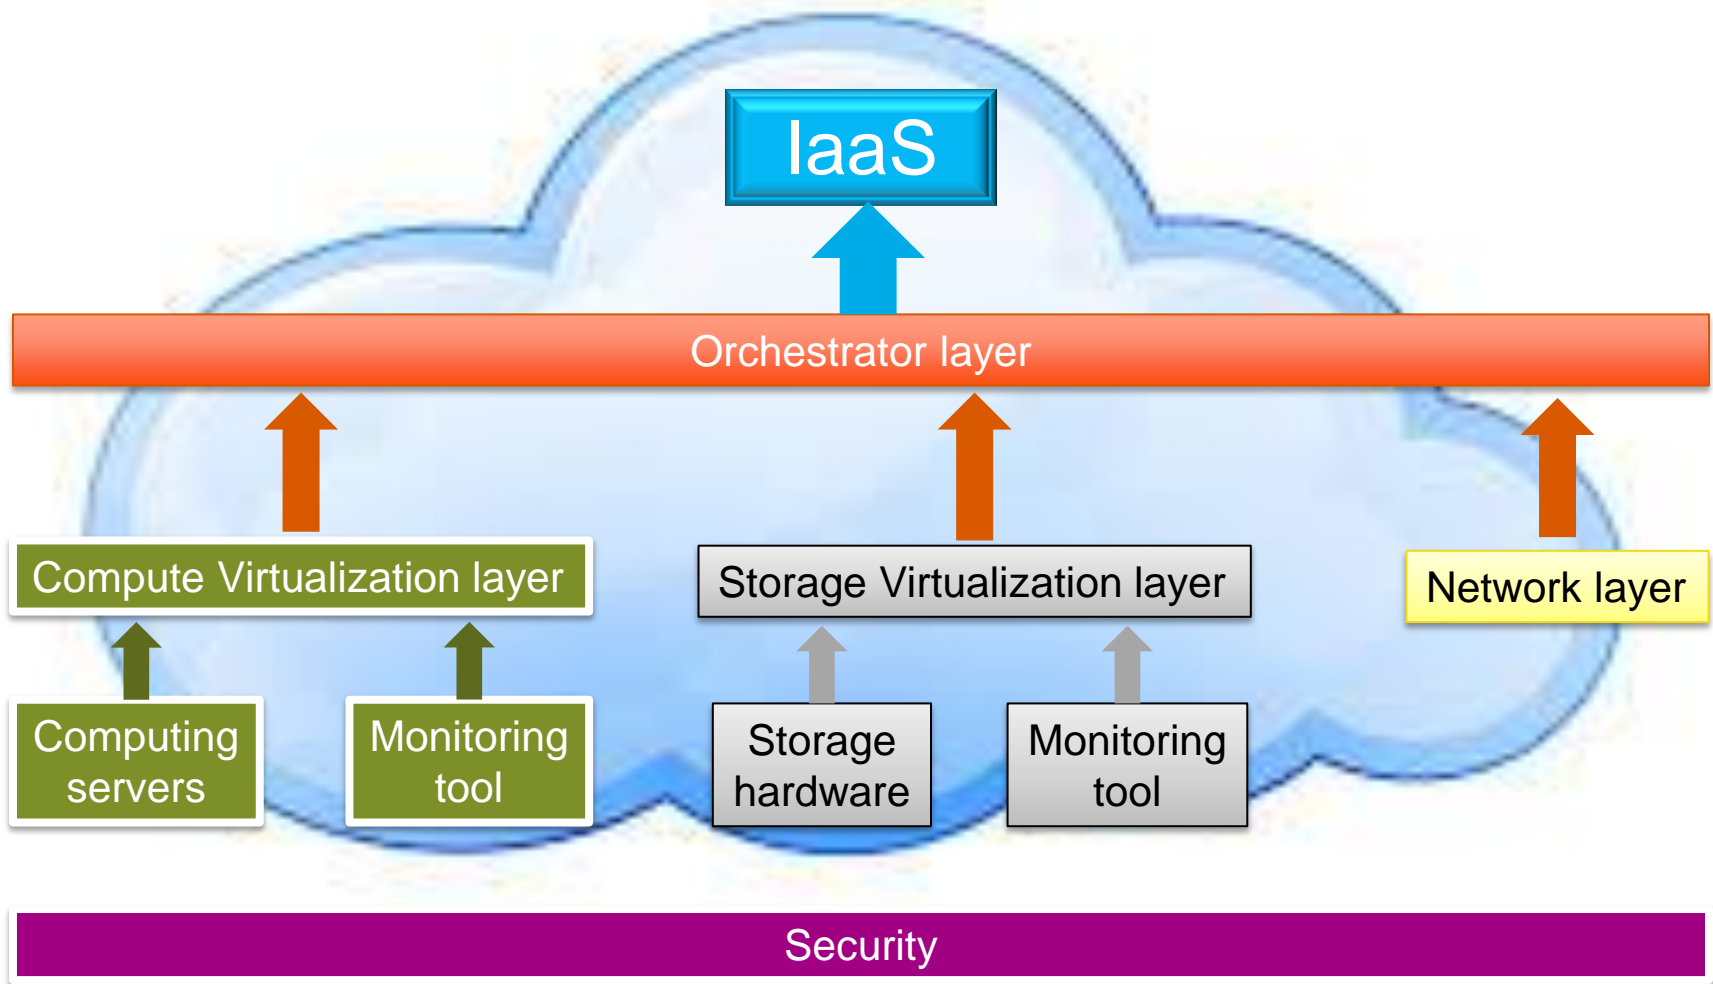 IaaS
Orchestrator layer
Compute Virtualization layer
Storage Virtualization layer
Network layer
Computing
servers
Monitoring
tool
Storage
hardware
Monitoring
tool
Security